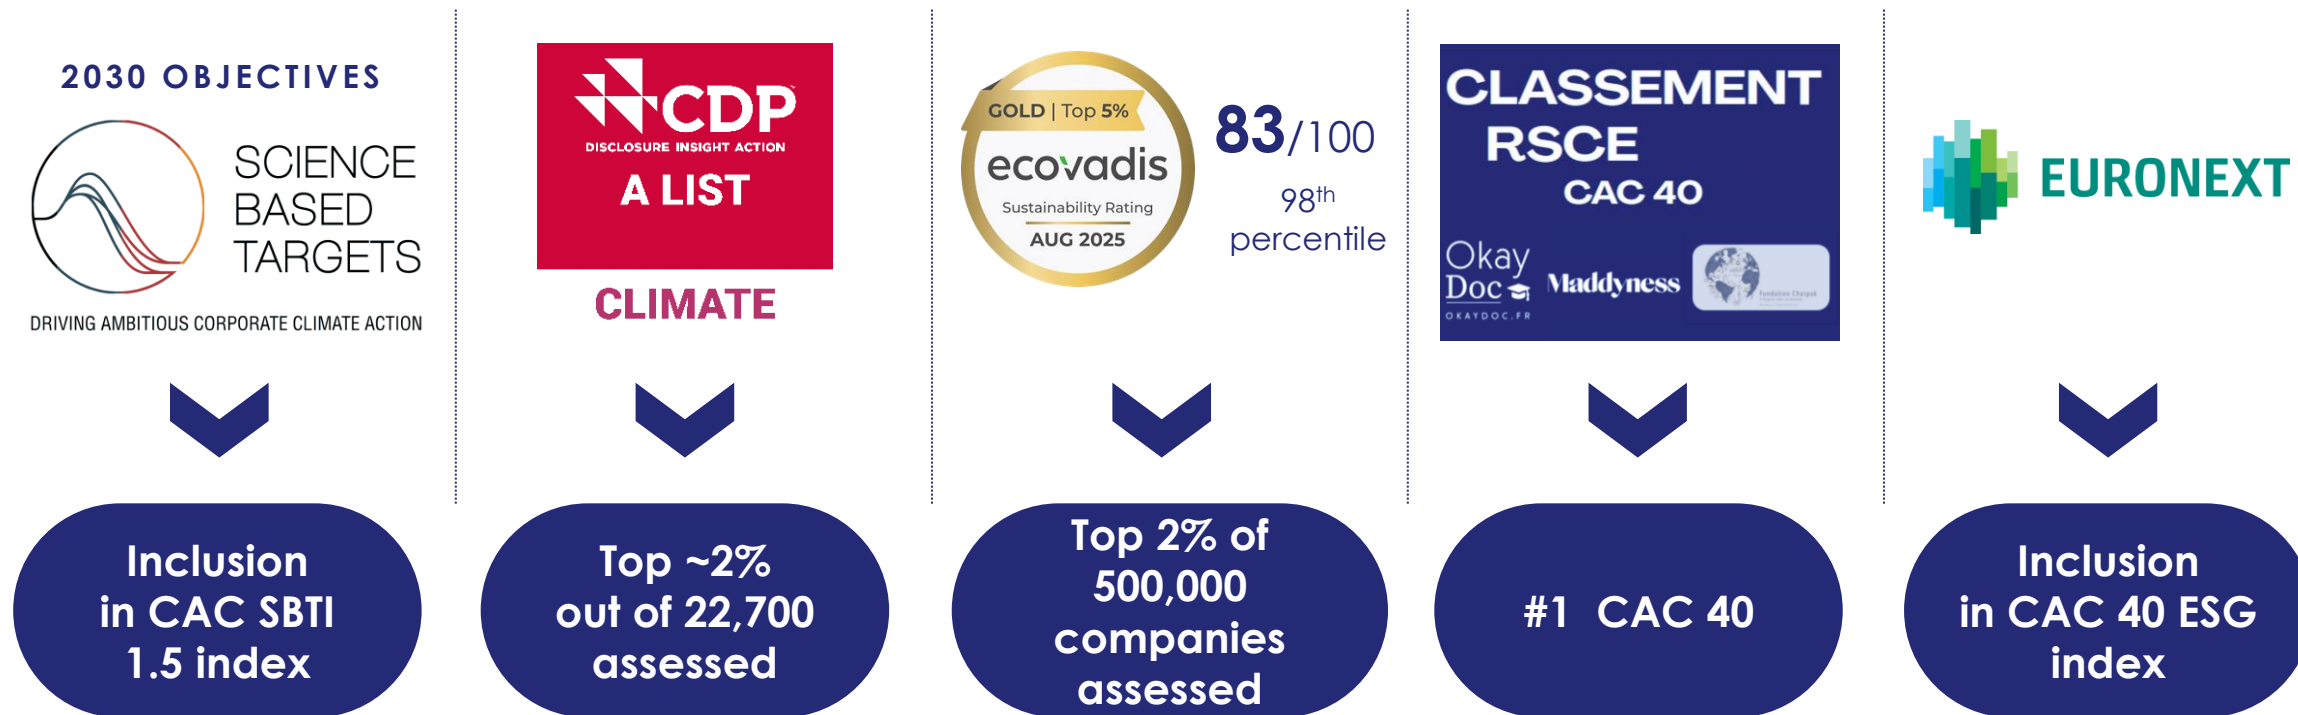 2030 OBJECTIVES
SCIENCE
BASED
TARGETS
DRIVING AMBITIOUS CORPORATE CLIMATE ACTION
Inclusion
in CAC SBTI
1.5 index
CDP
DISCLOSURE INSIGHT ACTION
A LIST
CLIMATE
Top ~2%
out of 22,700
assessed
GOLD | Top 5%
ecovadis
Sustainability Rating
AUG 2025
83/100
98th
percentile
Top 2% of
500,000
companies
assessed
CLASSEMENT
RSCE
CAC 40
Okay
Doc
OKAYDOC.FR
Maddyness
Fondation Charpak
#1 CAC 40
EURONEXT
Inclusion
in CAC 40 ESG
index